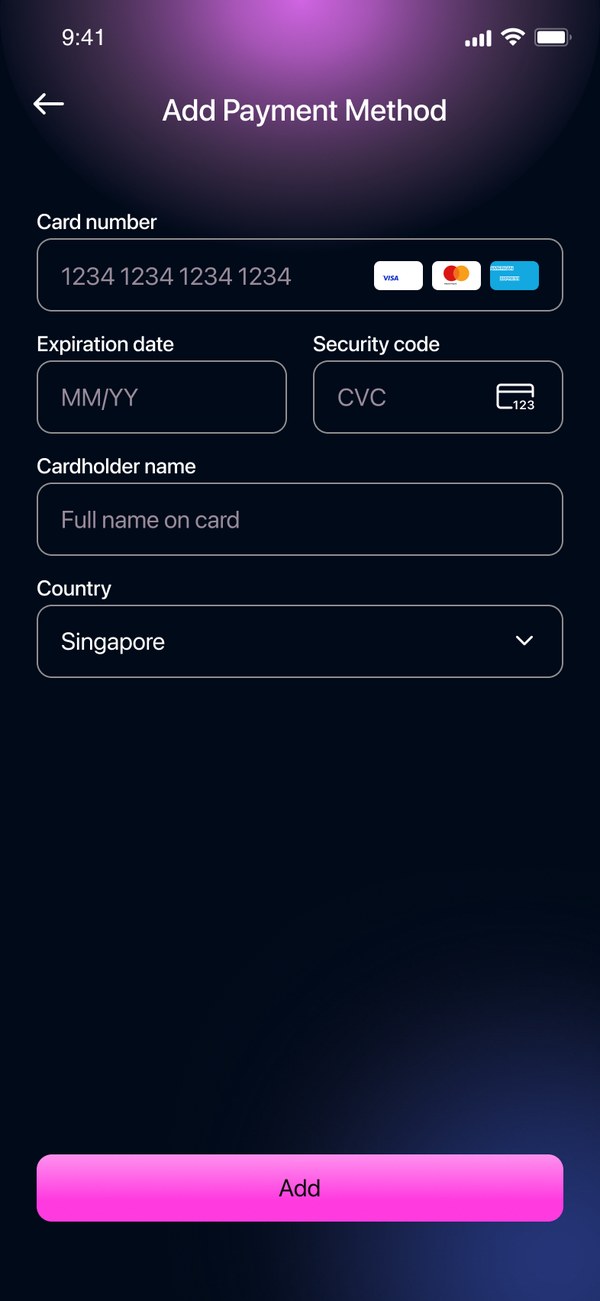 9:41
Add Payment Method
Card number
1234 1234 1234 1234
VISA
Expiration date
Security code
MM/YY
CVC
123
Cardholder name
Full name on card
Country
Singapore
Add